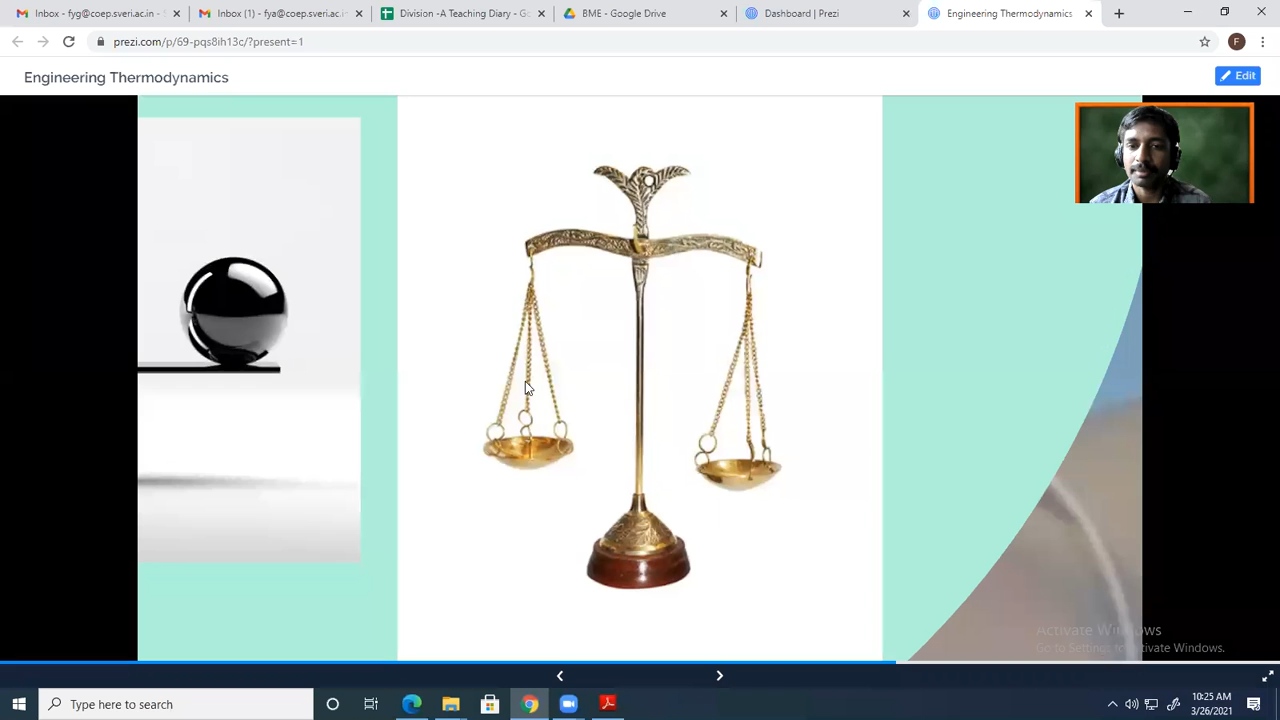 Inbox - fyg@coep.sveri.ac.in - S
Inbox (1) - fya@coep.sveri.ac.in
Division -A Teaching Diary - Go
BME - Google Drive
Dashboard | Prezi
Engineering Thermodynamics
prezi.com/p/69-pqs8ih13c/?present=1
F
Engineering Thermodynamics
Edit
Activate Windows
Go to Settings to activate Windows.
Type here to search
10:25 AM
3/26/2021